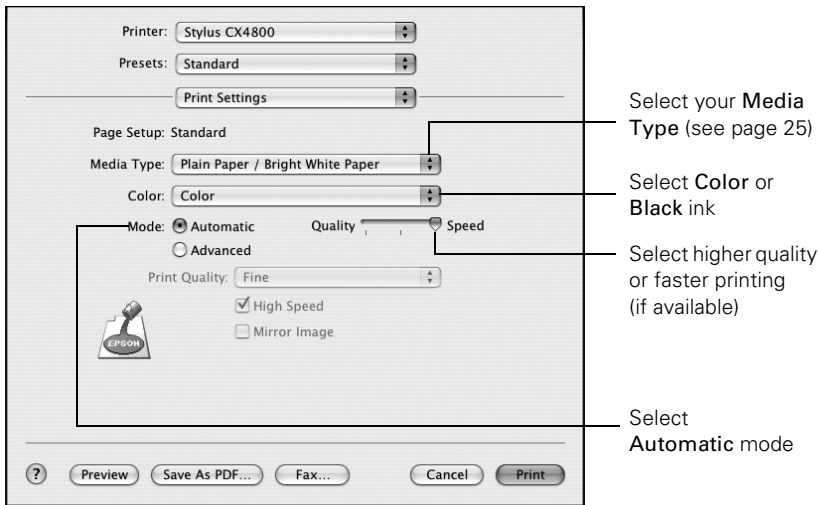 Printer: Stylus CX4800
Presets: Standard
Print Settings
Page Setup: Standard
Media Type: Plain Paper / Bright White Paper
Color: Color
Mode: Automatic Quality Speed
Advanced
Print Quality: Fine
High Speed
Mirror Image
EPSON
? Preview Save As PDF... Fax... Cancel Print
Select your Media
Type (see page 25)
Select Color or
Black ink
Select higher quality
or faster printing
(if available)
Select
Automatic mode